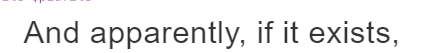 And apparently, if it exists,